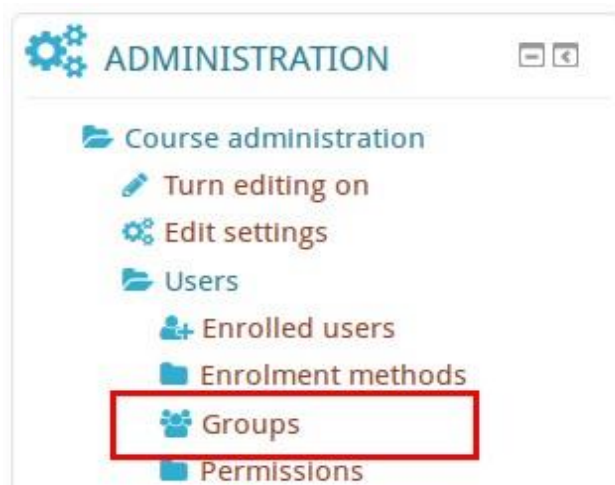 ADMINISTRATION
Course administration
Turn editing on
Edit settings
Users
Enrolled users
Enrolment methods
Groups
Permissions